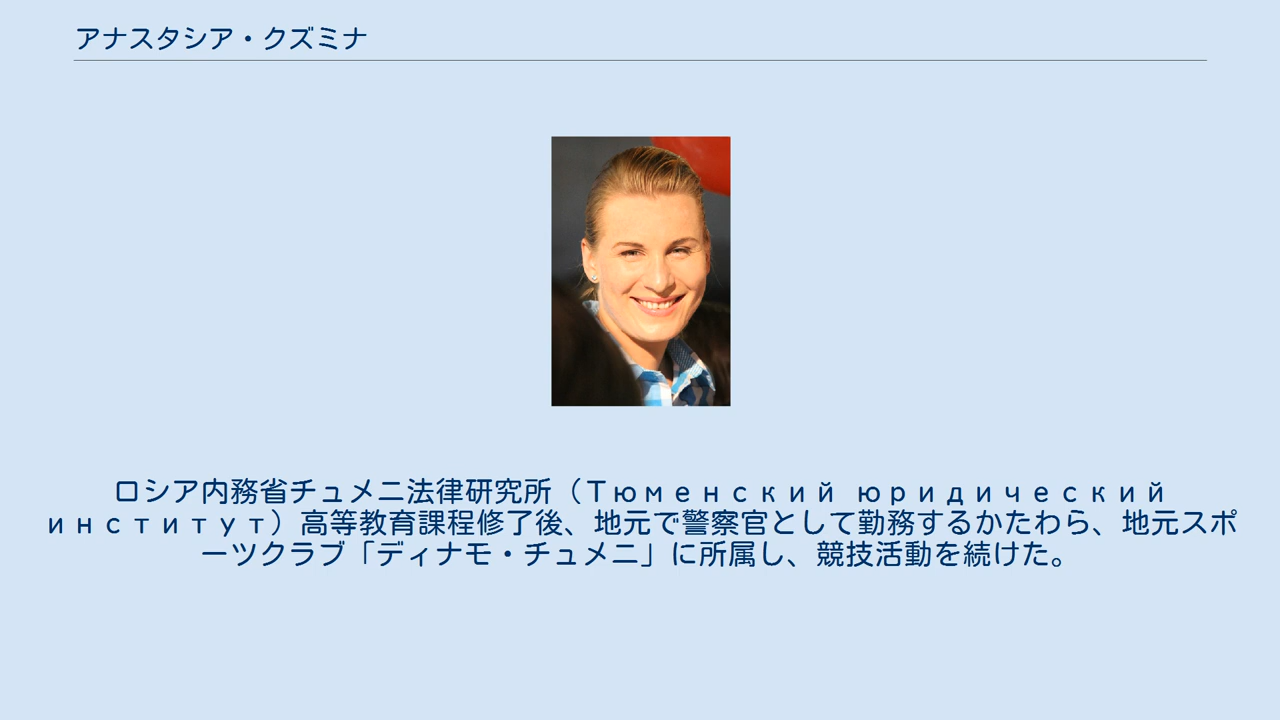 アナスタシア・クズミナ
ロシア内務省チュメニ法律研究所（Тюменский юридический
институт）高等教育課程修了後、地元で警察官として勤務するかたわら、地元スポ
ーツクラブ「ディナモ・チュメニ」に所属し、競技活動を続けた。